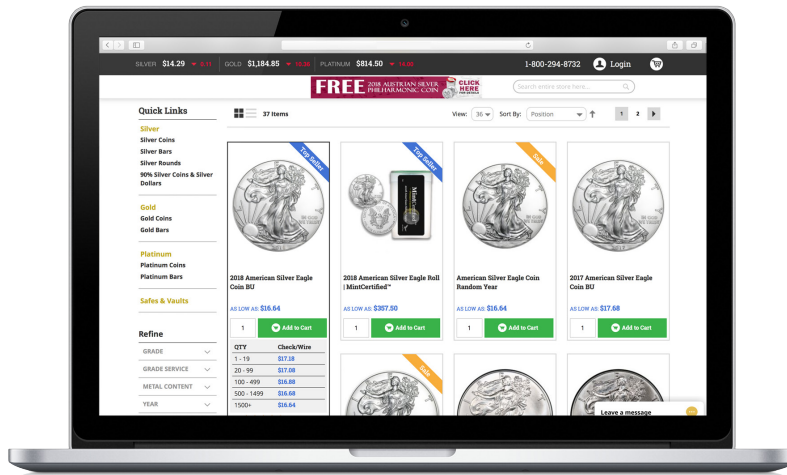 SILVER $14.29 GOLD $1,184.85 PLATINUM $814.50 1-800-294-8732 Login
FREE 2018 AUSTRIAN SILVER PHILHARMONIC COIN CLICK HERE
Search entire store here...
Quick Links
37 Items View: 36 Sort By: Position 1 2
Silver
Silver Coins
Silver Bars
Silver Rounds
90% Silver Coins & Silver
Dollars
Gold
Gold Coins
Gold Bars
Platinum
Platinum Coins
Platinum Bars
Safes & Vaults
Refine
GRADE
GRADE SERVICE
METAL CONTENT
YEAR
Top Seller
2018 American Silver Eagle
Coin BU
AS LOW AS: $16.64
1 Add to Cart
QTY Check/Wire
1 - 19 $17.18
20 - 99 $17.08
100 - 499 $16.88
500 - 1499 $16.68
1500+ $16.64
Top Seller
MintCertified
2018 American Silver Eagle Roll
| MintCertified™
AS LOW AS: $357.50
1 Add to Cart
Sale
American Silver Eagle Coin
Random Year
AS LOW AS: $16.64
1 Add to Cart
2017 American Silver Eagle
Coin BU
AS LOW AS: $17.68
1 Add to Cart
Sale
Leave a message